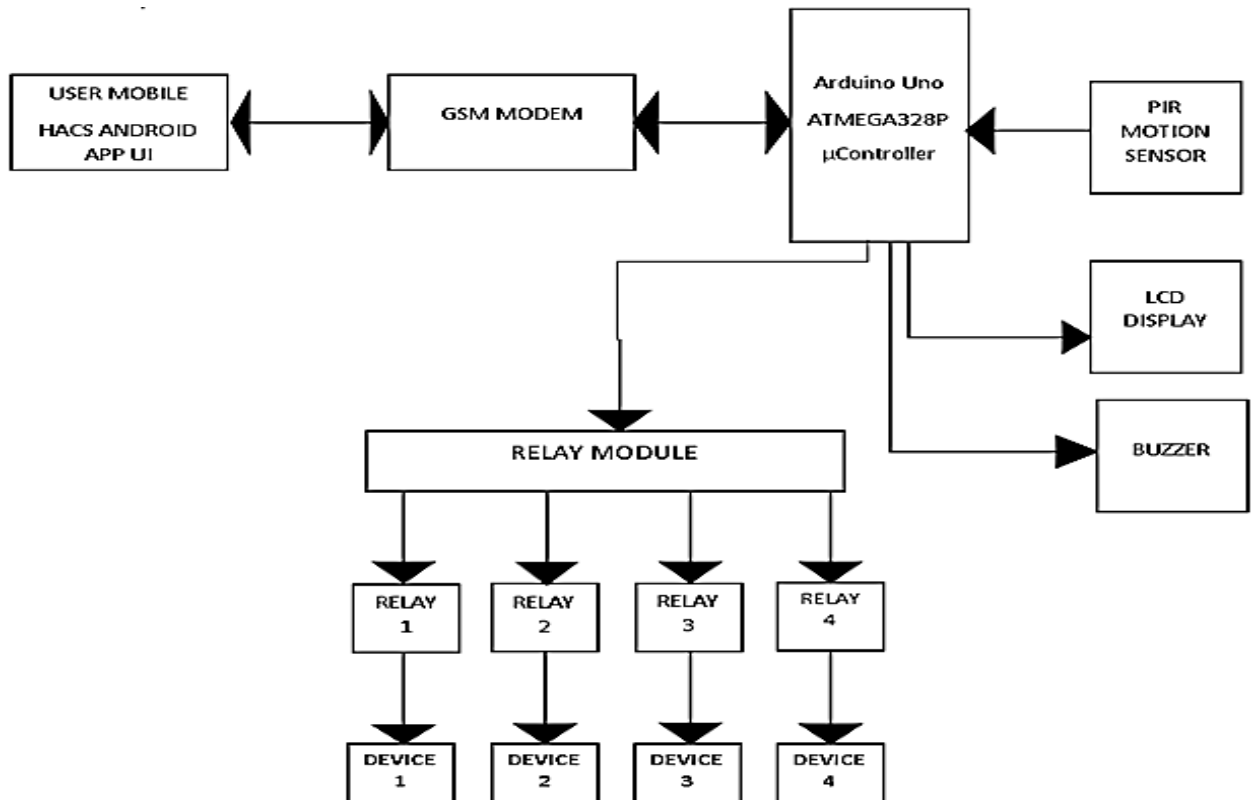 USER MOBILE
HACS ANDROID
APP UI
GSM MODEM
Arduino Uno
ATMEGA328P
µController
PIR
MOTION
SENSOR
LCD
DISPLAY
BUZZER
RELAY MODULE
RELAY
1
RELAY
2
RELAY
3
RELAY
4
DEVICE
1
DEVICE
2
DEVICE
3
DEVICE
4